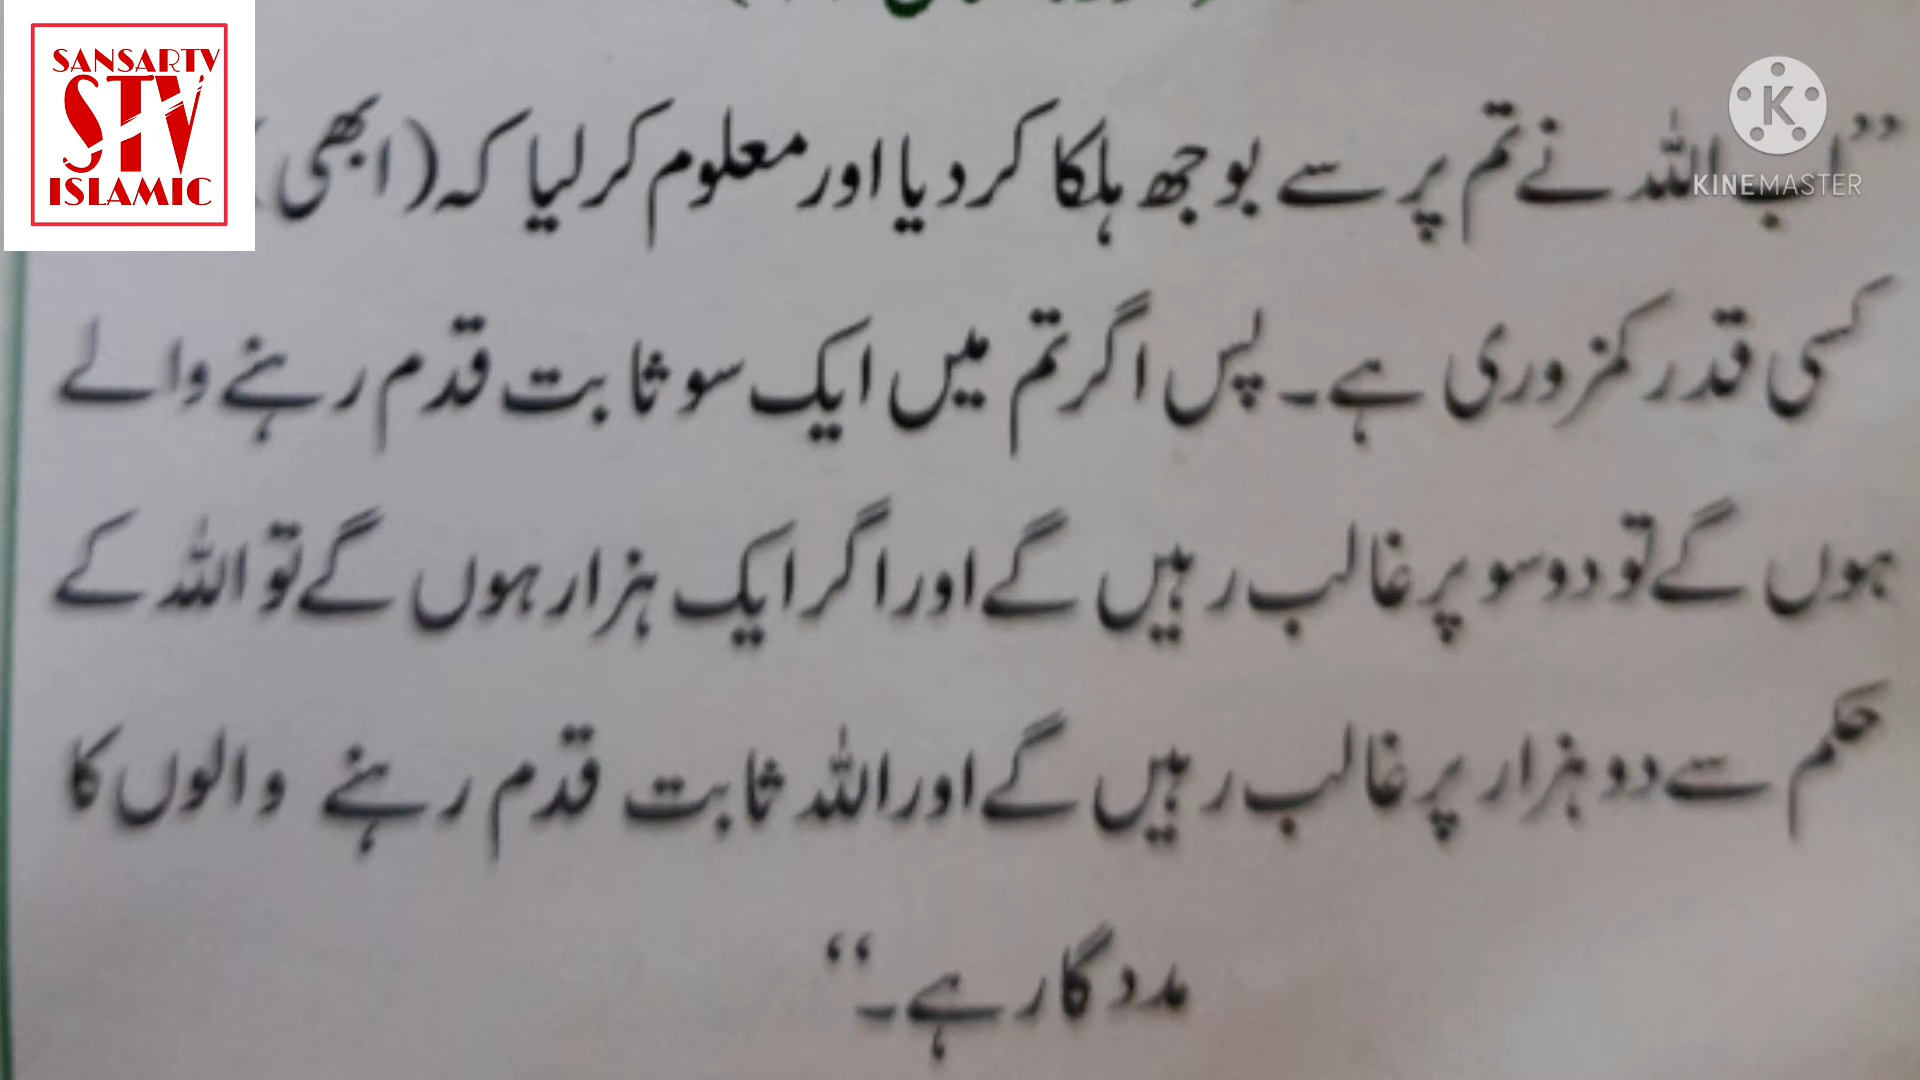 SANSARTV
STV
ISLAMIC
KINEMASTER
”اب اللہ نے تم پر سے بوجھ ہلکا کر دیا اور معلوم کر لیا کہ (ابھی)
کسی قدر کمزوری ہے۔ پس اگر تم میں ایک سو ثابت قدم رہنے والے
ہوں گے تو دو سو پر غالب رہیں گے اور اگر ایک ہزار ہوں گے تو اللہ کے
حکم سے دو ہزار پر غالب رہیں گے اور اللہ ثابت قدم رہنے والوں کا
مددگار ہے۔“